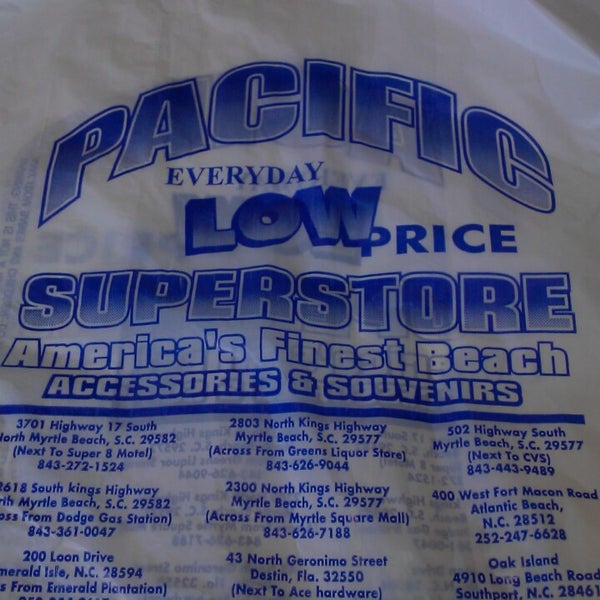 PACIFIC
EVERYDAY
LOW PRICE
SUPERSTORE
America's Finest Beach
ACCESSORIES & SOUVENIRS
3701 Highway 17 South
North Myrtle Beach, S.C. 29582
(Next To Super 8 Motel)
843-272-1524
2803 North Kings Highway
Myrtle Beach, S.C. 29577
(Across From Greens Liquor Store)
843-626-9044
502 Highway South
Myrtle Beach, S.C. 29577
(Next To CVS)
843-443-9489
2618 South kings Highway
North Myrtle Beach, S.C. 29582
oss From Dodge Gas Station)
843-361-0047
2300 North Kings Highway
Myrtle Beach, S.C. 29577
(Across From Myrtle Square Mall)
843-626-7188
400 West Fort Macon Road
Atlantic Beach,
N.C. 28512
252-247-6628
200 Loon Drive
merald Isle, N.C. 28594
s From Emerald Plantation)
43 North Geronimo Street
Destin, Fla. 32550
(Next To Ace hardware)
Oak Island
4910 Long Beach Road
Southport, N.C. 28461